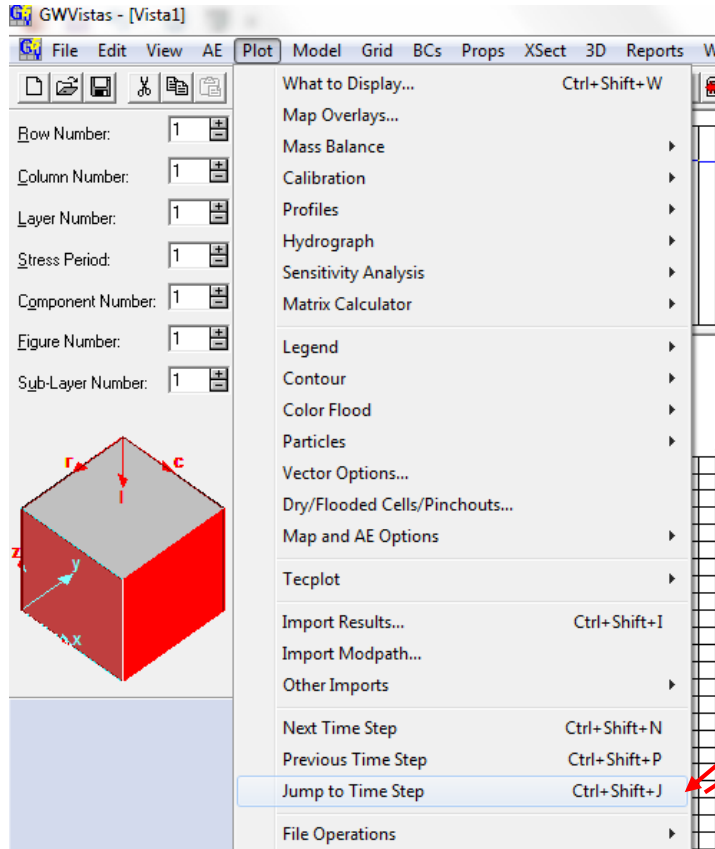 GWVistas - [Vista1]
File Edit View AE Plot Model Grid BCs Props XSect 3D Reports W
Row Number: 1
Column Number: 1
Layer Number: 1
Stress Period: 1
Component Number: 1
Figure Number: 1
Sub-Layer Number: 1
r c
l
z
y
x
What to Display... Ctrl+Shift+W
Map Overlays...
Mass Balance
Calibration
Profiles
Hydrograph
Sensitivity Analysis
Matrix Calculator
Legend
Contour
Color Flood
Particles
Vector Options...
Dry/Flooded Cells/Pinchouts...
Map and AE Options
Tecplot
Import Results... Ctrl+Shift+I
Import Modpath...
Other Imports
Next Time Step Ctrl+Shift+N
Previous Time Step Ctrl+Shift+P
Jump to Time Step Ctrl+Shift+J
File Operations